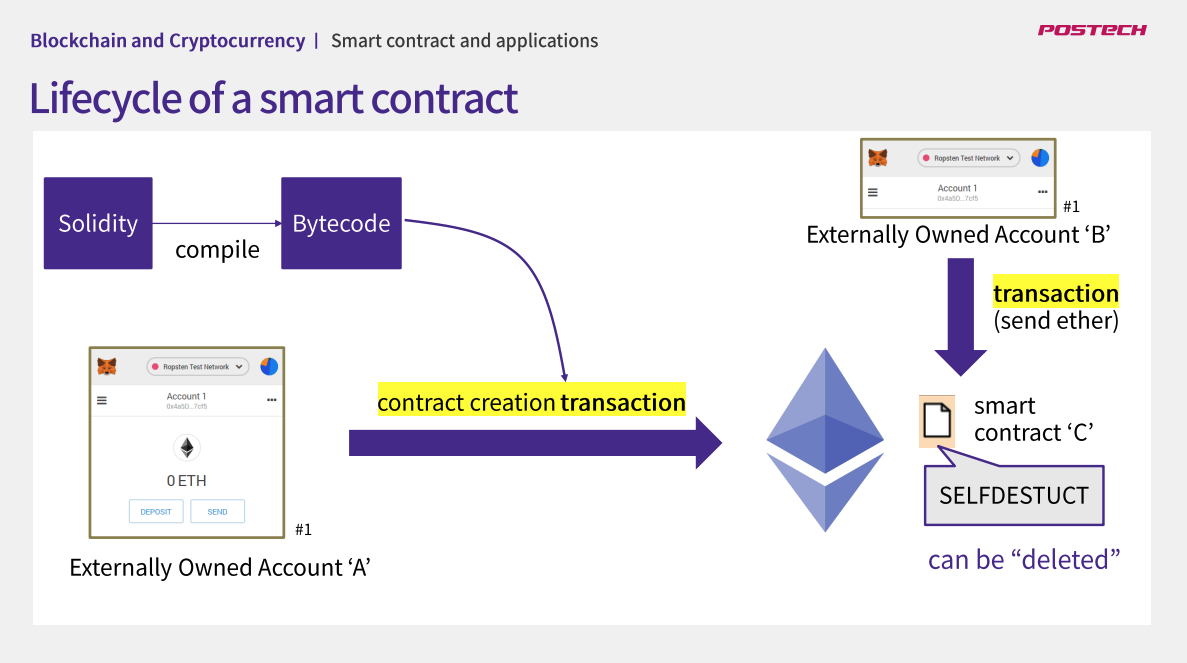 Blockchain and Cryptocurrency | Smart contract and applications
POSTECH
Lifecycle of a smart contract
Solidity
compile
Bytecode
Ropsten Test Network
Account 1
0x4a5D...7cf5
#1
Externally Owned Account ‘B’
transaction
(send ether)
Ropsten Test Network
Account 1
0x4a5D...7cf5
0 ETH
DEPOSIT
SEND
#1
Externally Owned Account ‘A’
contract creation transaction
smart
contract ‘C’
SELFDESTUCT
can be “deleted”